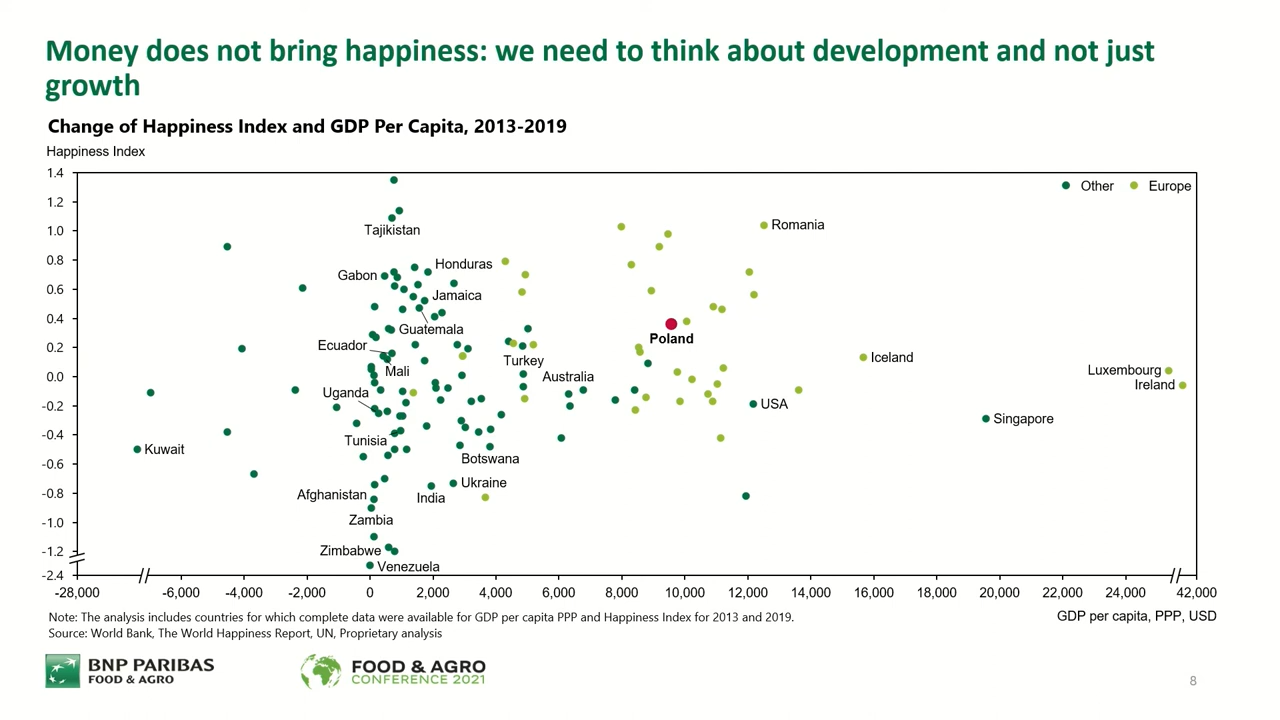 Money does not bring happiness: we need to think about development and not just
growth
Change of Happiness Index and GDP Per Capita, 2013-2019
Happiness Index
1.4
1.2
1.0
0.8
0.6
0.4
0.2
0.0
-0.2
-0.4
-0.6
-0.8
-1.0
-1.2
-2.4
Other
Europe
Tajikistan
Romania
Gabon
Honduras
Jamaica
Guatemala
Poland
Ecuador
Mali
Turkey
Iceland
Australia
Luxembourg
Ireland
Uganda
USA
Singapore
Tunisia
Kuwait
Botswana
Ukraine
India
Afghanistan
Zambia
Zimbabwe
Venezuela
-28,000
-6,000
-4,000
-2,000
0
2,000
4,000
6,000
8,000
10,000
12,000
14,000
16,000
18,000
20,000
22,000
24,000
42,000
GDP per capita, PPP, USD
Note: The analysis includes countries for which complete data were available for GDP per capita PPP and Happiness Index for 2013 and 2019.
Source: World Bank, The World Happiness Report, UN, Proprietary analysis
BNP PARIBAS
FOOD & AGRO
FOOD & AGRO
CONFERENCE 2021
8